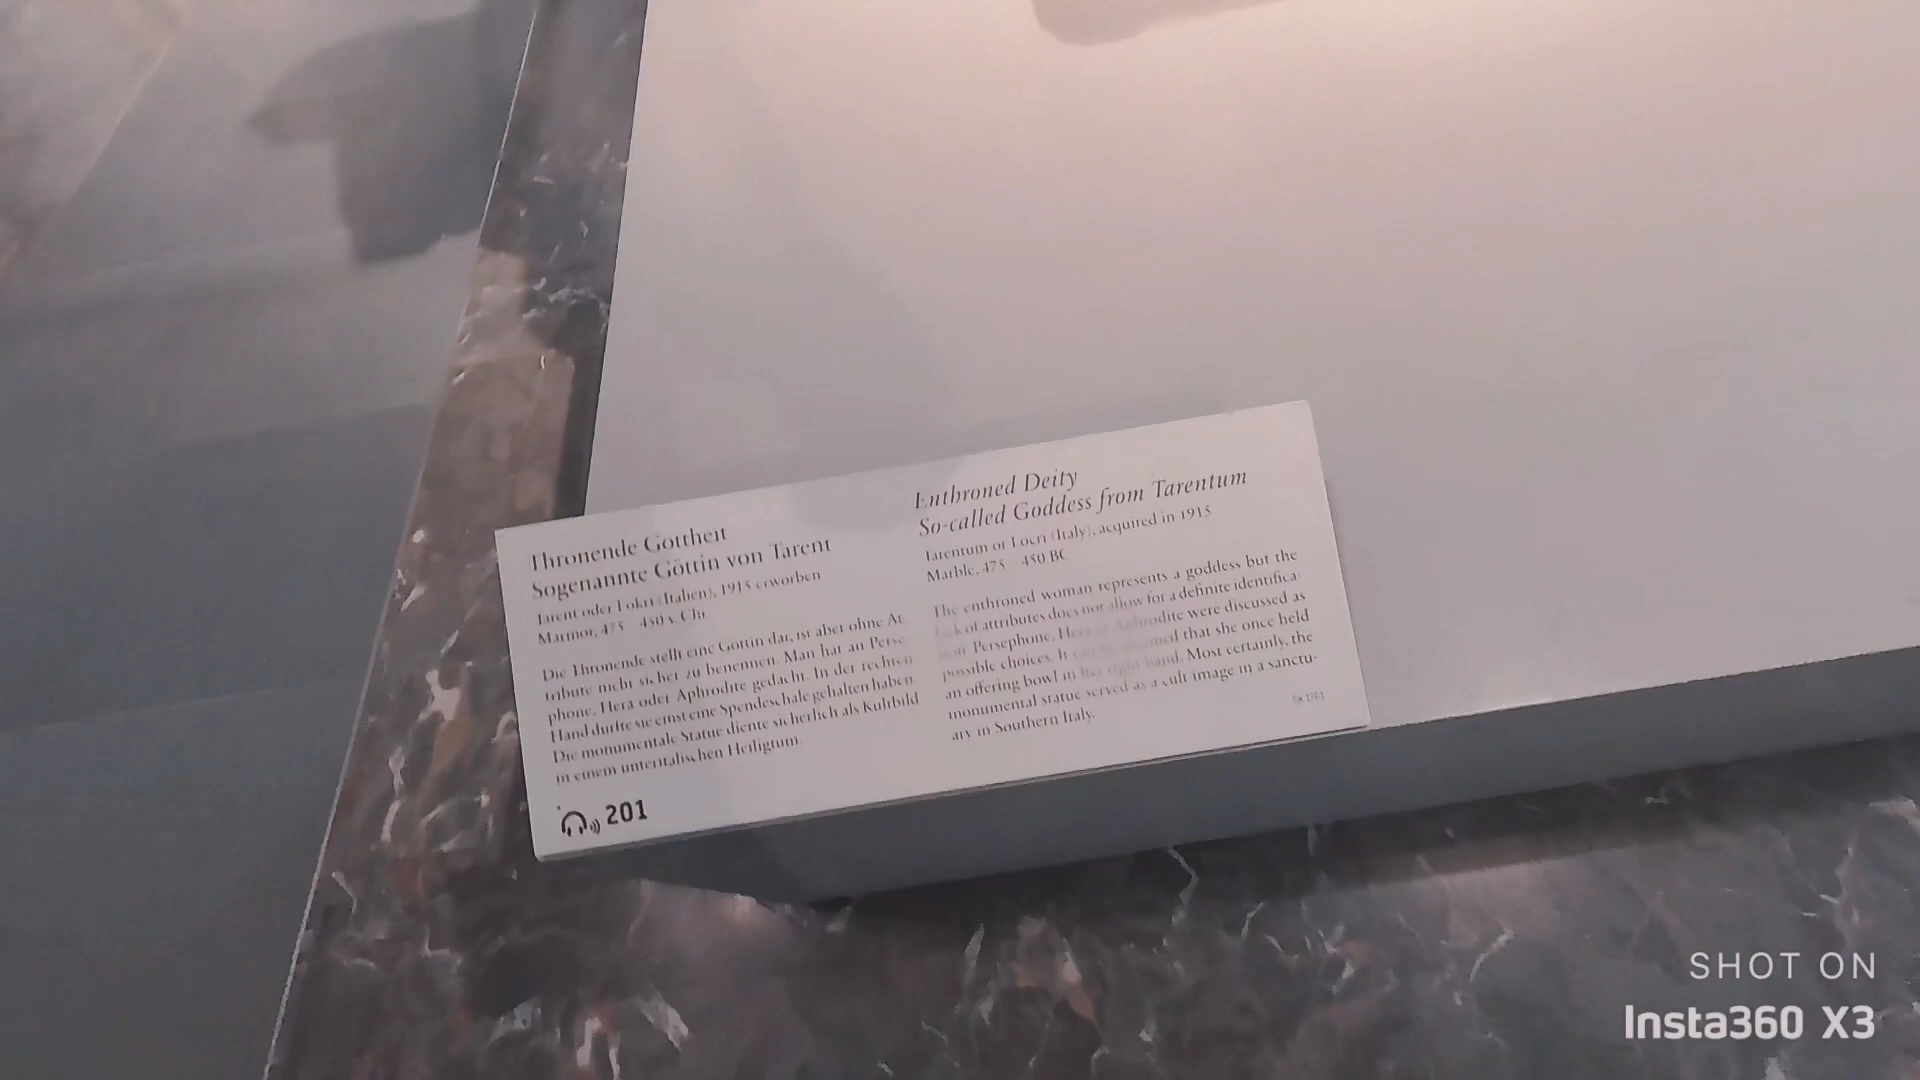 Thronende Gottheit
Sogenannte Göttin von Tarent
Tarent oder Lokri (Italien), 1915 erworben
Marmor, 475 – 450 v. Chr.
Die Thronende stellt eine Göttin dar, ist aber ohne At-
tribute nicht sicher zu benennen. Man hat an Perse-
phone, Hera oder Aphrodite gedacht. In der rechten
Hand dürfte sie einst eine Spendeschale gehalten haben.
Die monumentale Statue diente sicherlich als Kultbild
in einem unteritalischen Heiligtum.
201
Enthroned Deity
So-called Goddess from Tarentum
Tarentum or Locri (Italy), acquired in 1915
Marble, 475 – 450 BC
The enthroned woman represents a goddess but the
lack of attributes does not allow for a definite identifica-
tion. Persephone, Hera or Aphrodite were discussed as
possible choices. It can be assumed that she once held
an offering bowl in her right hand. Most certainly, the
monumental statue served as a cult image in a sanctu-
ary in Southern Italy.
SHOT ON
Insta360 X3